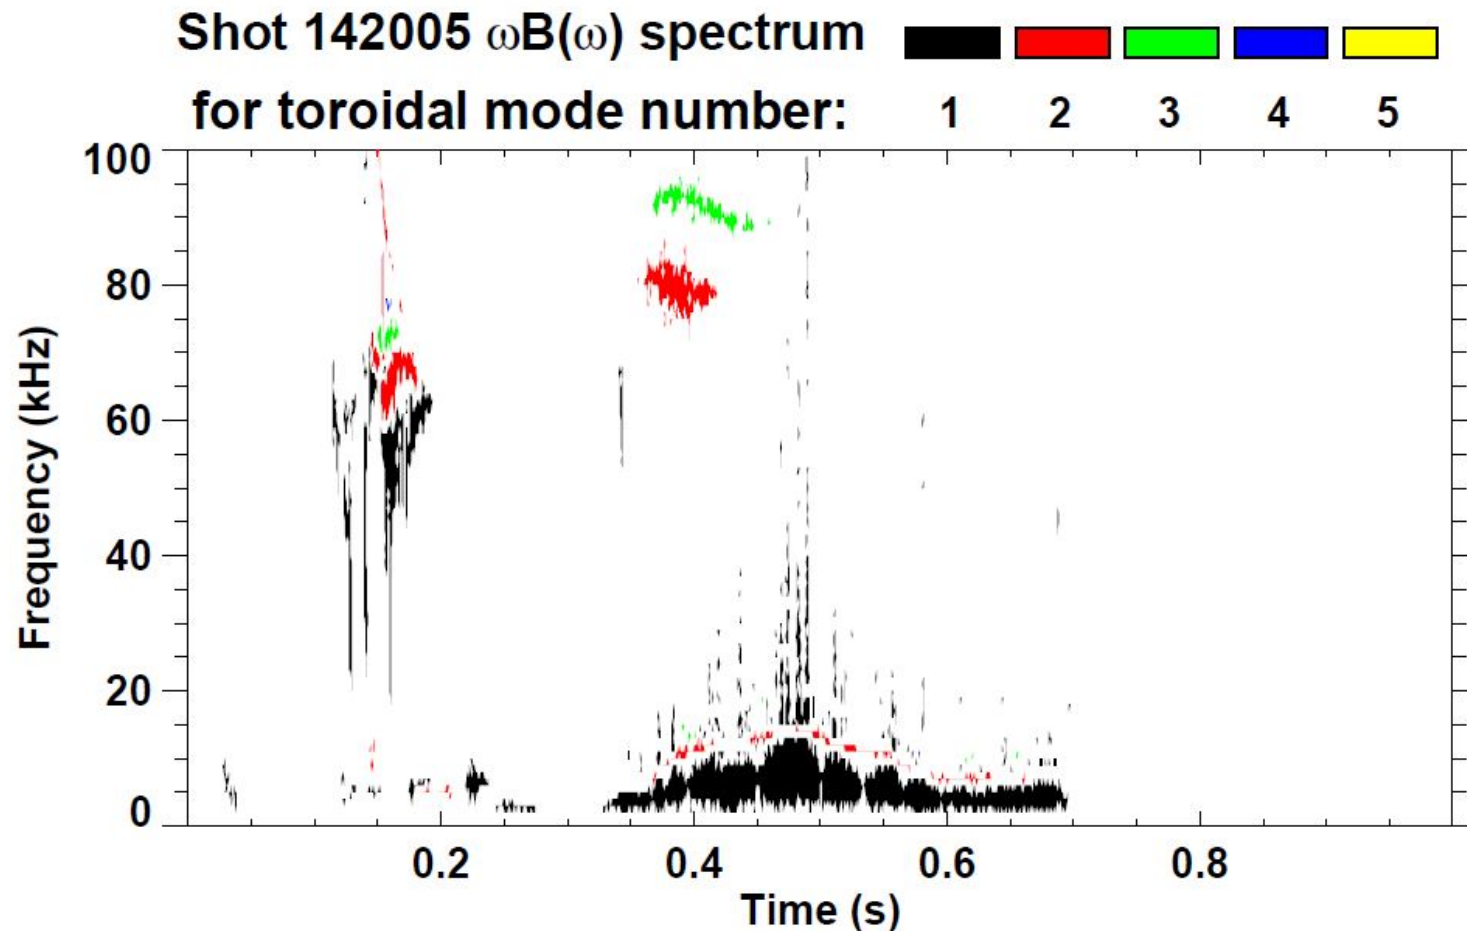 Shot 142005 ωB(ω) spectrum
for toroidal mode number: 1 2 3 4 5
100
80
60
40
20
0
Frequency (kHz)
0.2 0.4 0.6 0.8
Time (s)